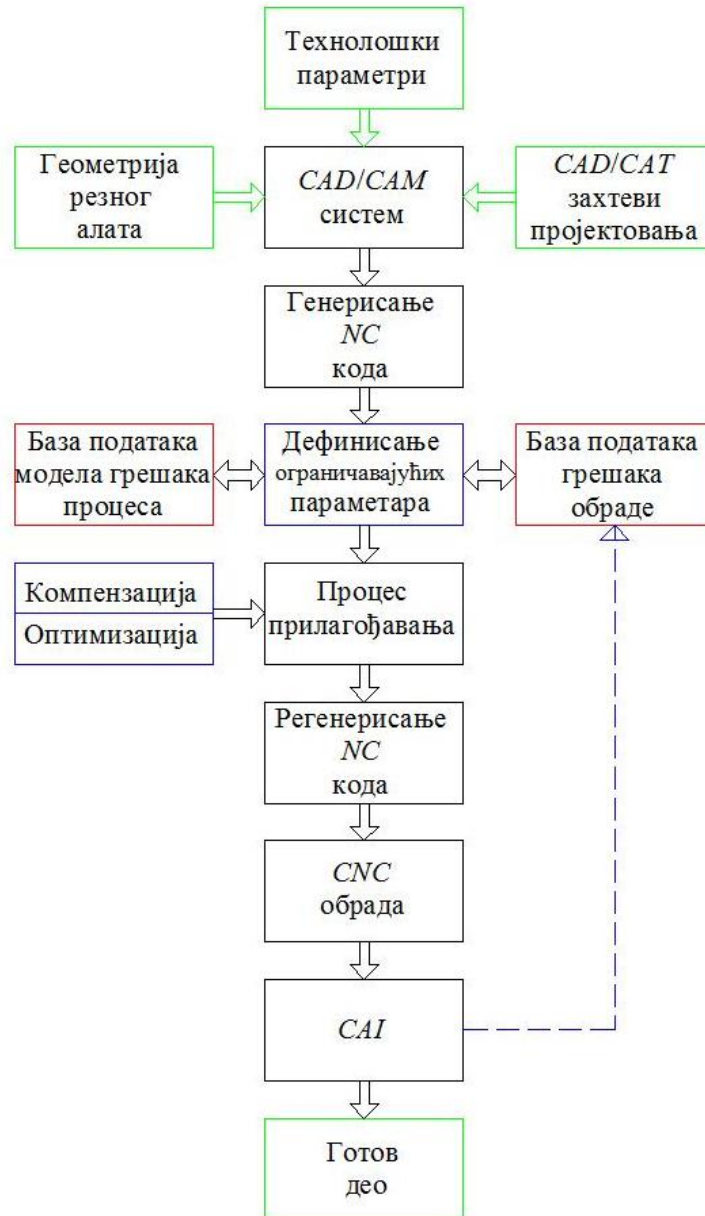 Технолошки
параметри
Геометрија
резног
алата
CAD/CAM
систем
CAD/CAT
захтеви
пројектовања
Генерисање
NC
кода
База података
модела грешака
процеса
Дефинисање
ограничавајућих
параметара
База података
грешака
обраде
Компензација
Оптимизација
Процес
прилагођавања
Регенерисање
NC
кода
CNC
обрада
CAI
Готов
део